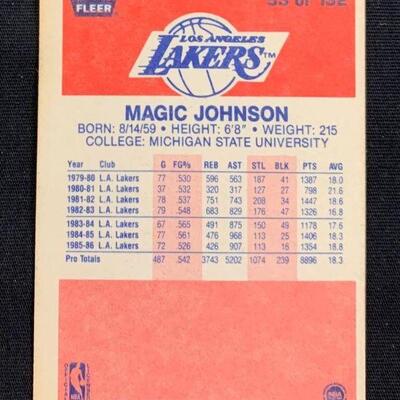 FLEER
53 OF 132
LOS ANGELES
LAKERS TM
MAGIC JOHNSON
BORN: 8/14/59 • HEIGHT: 6'8" • WEIGHT: 215
COLLEGE: MICHIGAN STATE UNIVERSITY
Year Club G FG% REB AST STL BLK PTS AVG
1979-80 L.A. Lakers 77 .530 596 563 187 41 1387 18.0
1980-81 L.A. Lakers 37 .532 320 317 127 27 798 21.6
1981-82 L.A. Lakers 78 .537 751 743 208 34 1447 18.6
1982-83 L.A. Lakers 79 .548 683 829 176 47 1326 16.8
1983-84 L.A. Lakers 67 .565 491 875 150 49 1178 17.6
1984-85 L.A. Lakers 77 .561 476 968 113 25 1406 18.3
1985-86 L.A. Lakers 72 .526 426 907 113 16 1354 18.8
Pro Totals 487 .542 3743 5202 1074 239 8896 18.3
NBA
NBA